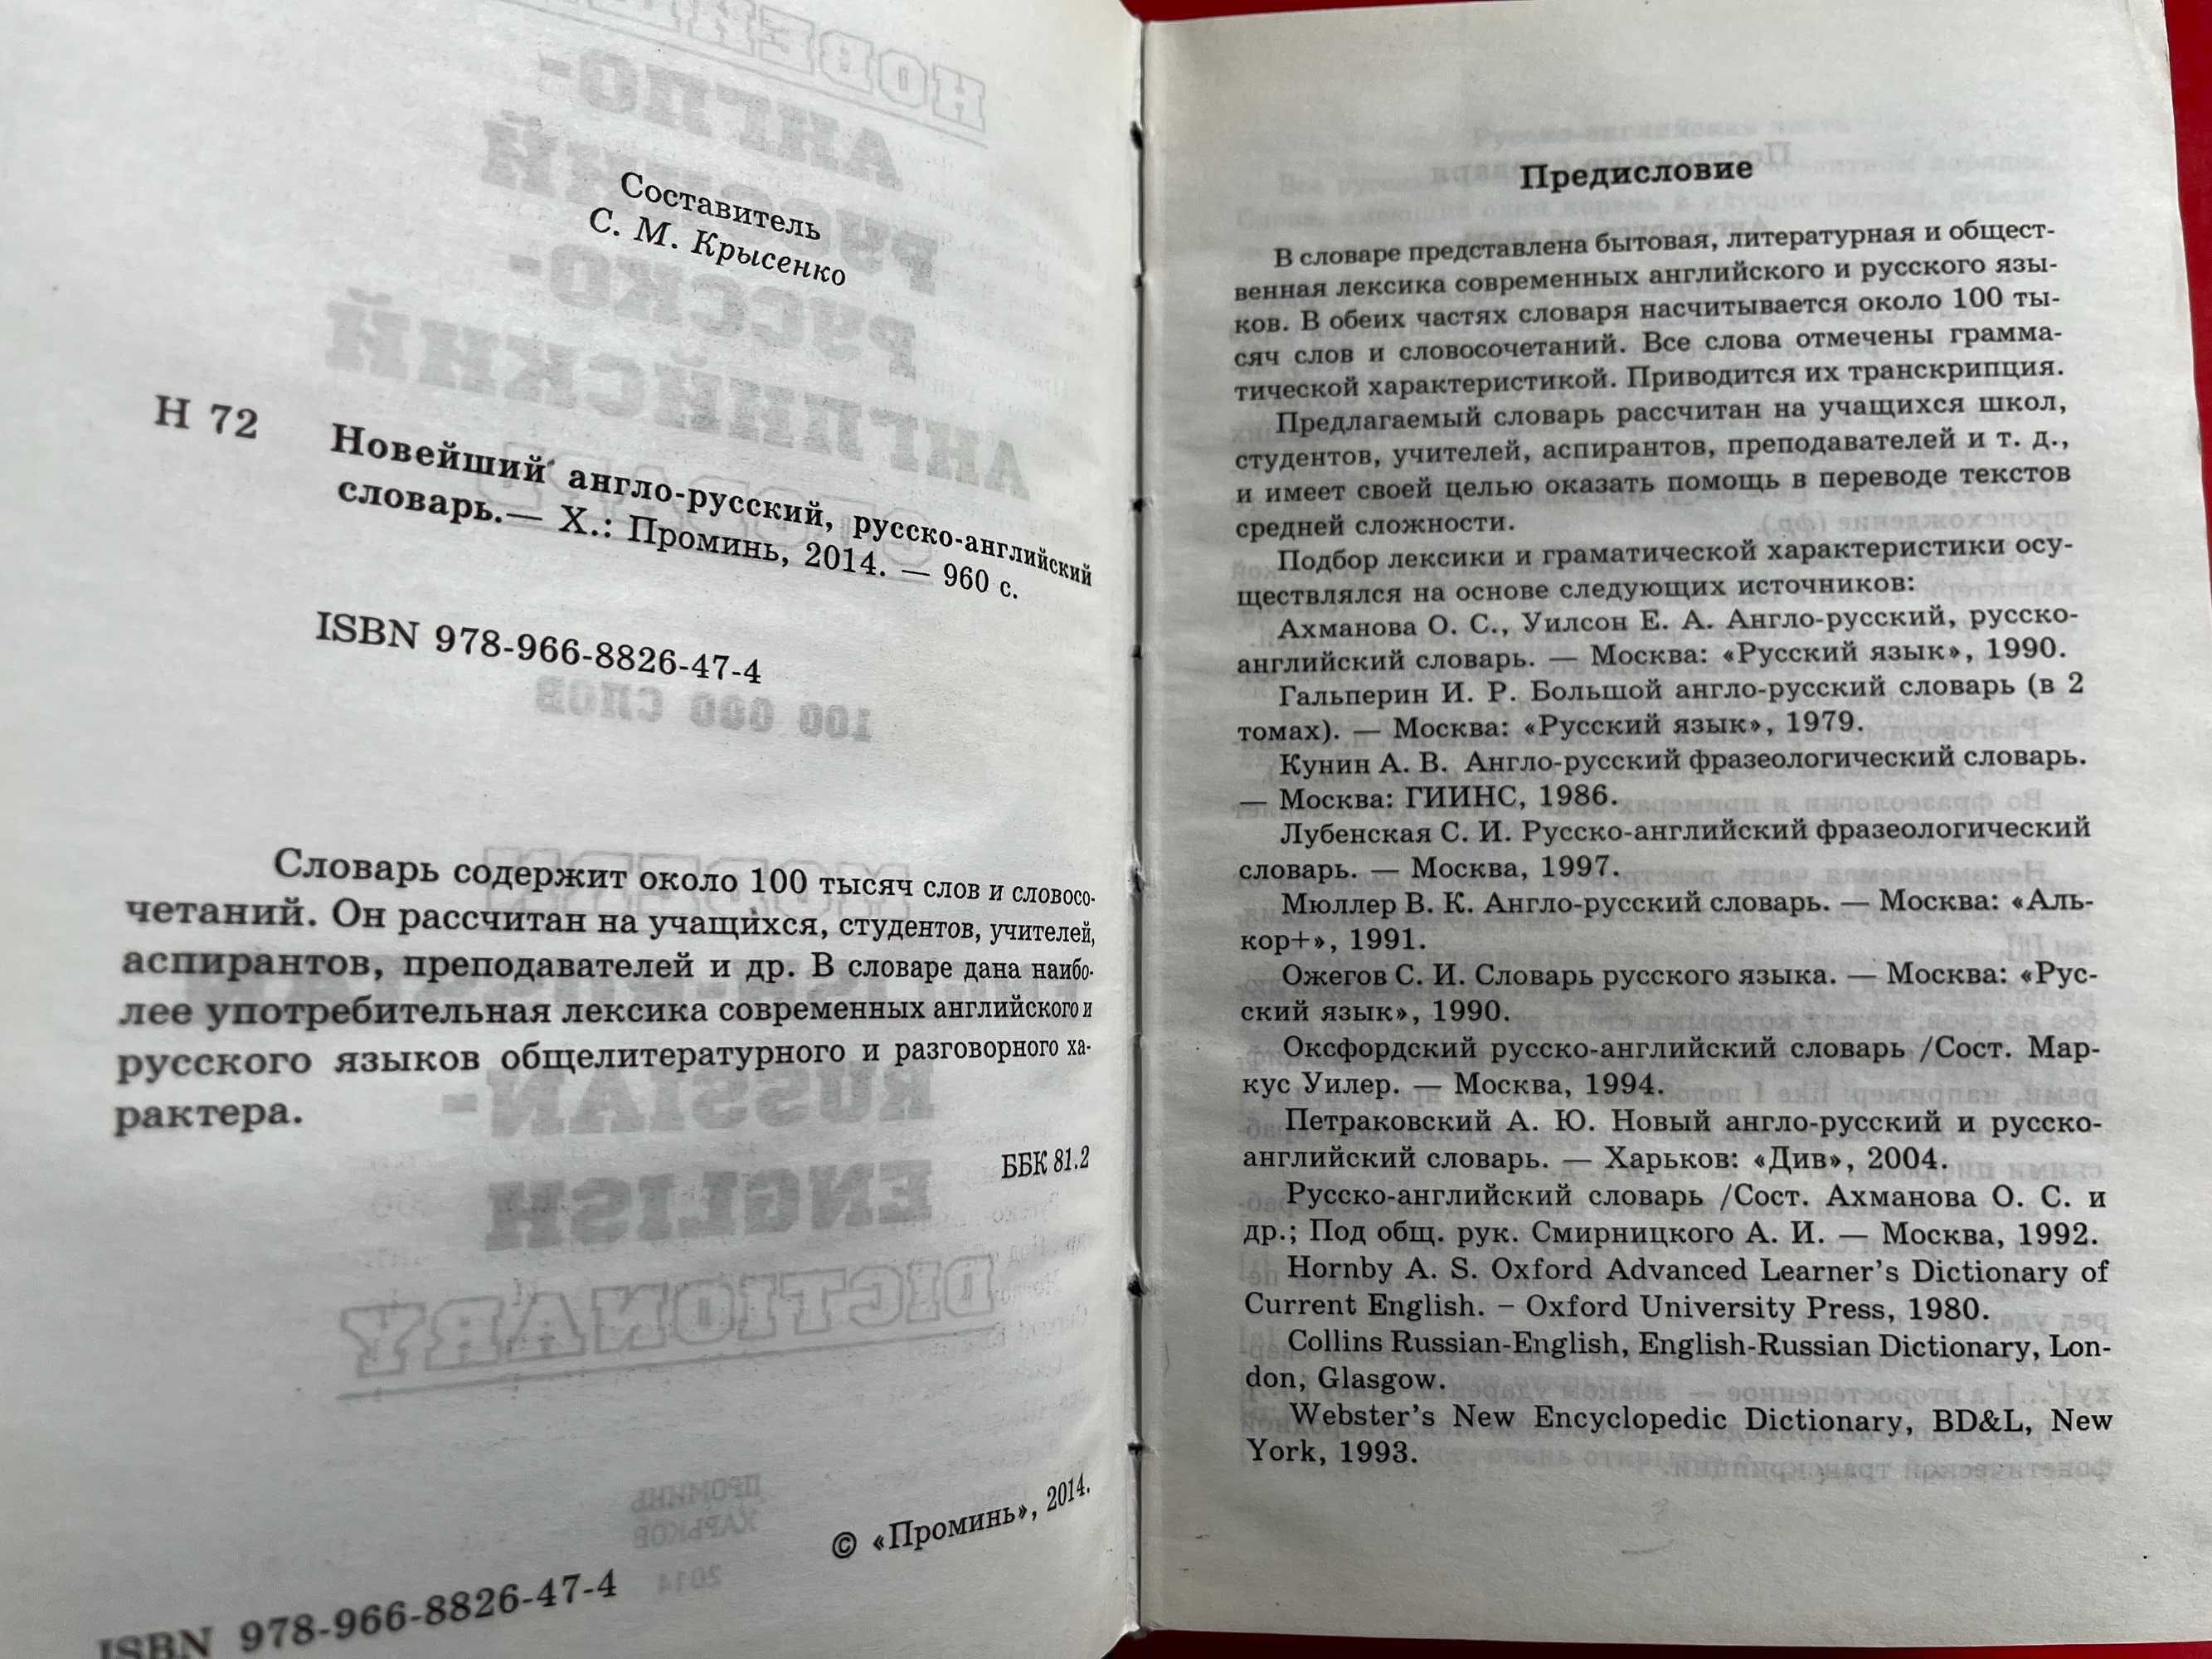 Составитель
С. М. Крысенко
Н 72
Новейший англо-русский, русско-английский
словарь.— Х.: Проминь, 2014. — 960 с.
ISBN 978-966-8826-47-4
Словарь содержит около 100 тысяч слов и словосо-
четаний. Он рассчитан на учащихся, студентов, учителей,
аспирантов, преподавателей и др. В словаре дана наибо-
лее употребительная лексика современных английского и
русского языков общелитературного и разговорного ха-
рактера.
ББК 81.2
© «Проминь», 2014.
ISBN 978-966-8826-47-4
Предисловие
В словаре представлена бытовая, литературная и общест-
венная лексика современных английского и русского язы-
ков. В обеих частях словаря насчитывается около 100 ты-
сяч слов и словосочетаний. Все слова отмечены грамма-
тической характеристикой. Приводится их транскрипция.
Предлагаемый словарь рассчитан на учащихся школ,
студентов, учителей, аспирантов, преподавателей и т. д.,
и имеет своей целью оказать помощь в переводе текстов
средней сложности.
Подбор лексики и граматической характеристики осу-
ществлялся на основе следующих источников:
Ахманова О. С., Уилсон Е. А. Англо-русский, русско-
английский словарь. — Москва: «Русский язык», 1990.
Гальперин И. Р. Большой англо-русский словарь (в 2
томах). — Москва: «Русский язык», 1979.
Кунин А. В. Англо-русский фразеологический словарь.
— Москва: ГИИНС, 1986.
Лубенская С. И. Русско-английский фразеологический
словарь. — Москва, 1997.
Мюллер В. К. Англо-русский словарь. — Москва: «Аль-
кор+», 1991.
Ожегов С. И. Словарь русского языка. — Москва: «Рус-
ский язык», 1990.
Оксфордский русско-английский словарь /Сост. Мар-
кус Уилер. — Москва, 1994.
Петраковский А. Ю. Новый англо-русский и русско-
английский словарь. — Харьков: «Див», 2004.
Русско-английский словарь /Сост. Ахманова О. С. и
др.; Под общ. рук. Смирницкого А. И. — Москва, 1992.
Hornby A. S. Oxford Advanced Learner's Dictionary of
Current English. – Oxford University Press, 1980.
Collins Russian-English, English-Russian Dictionary, Lon-
don, Glasgow.
Webster's New Encyclopedic Dictionary, BD&L, New
York, 1993.